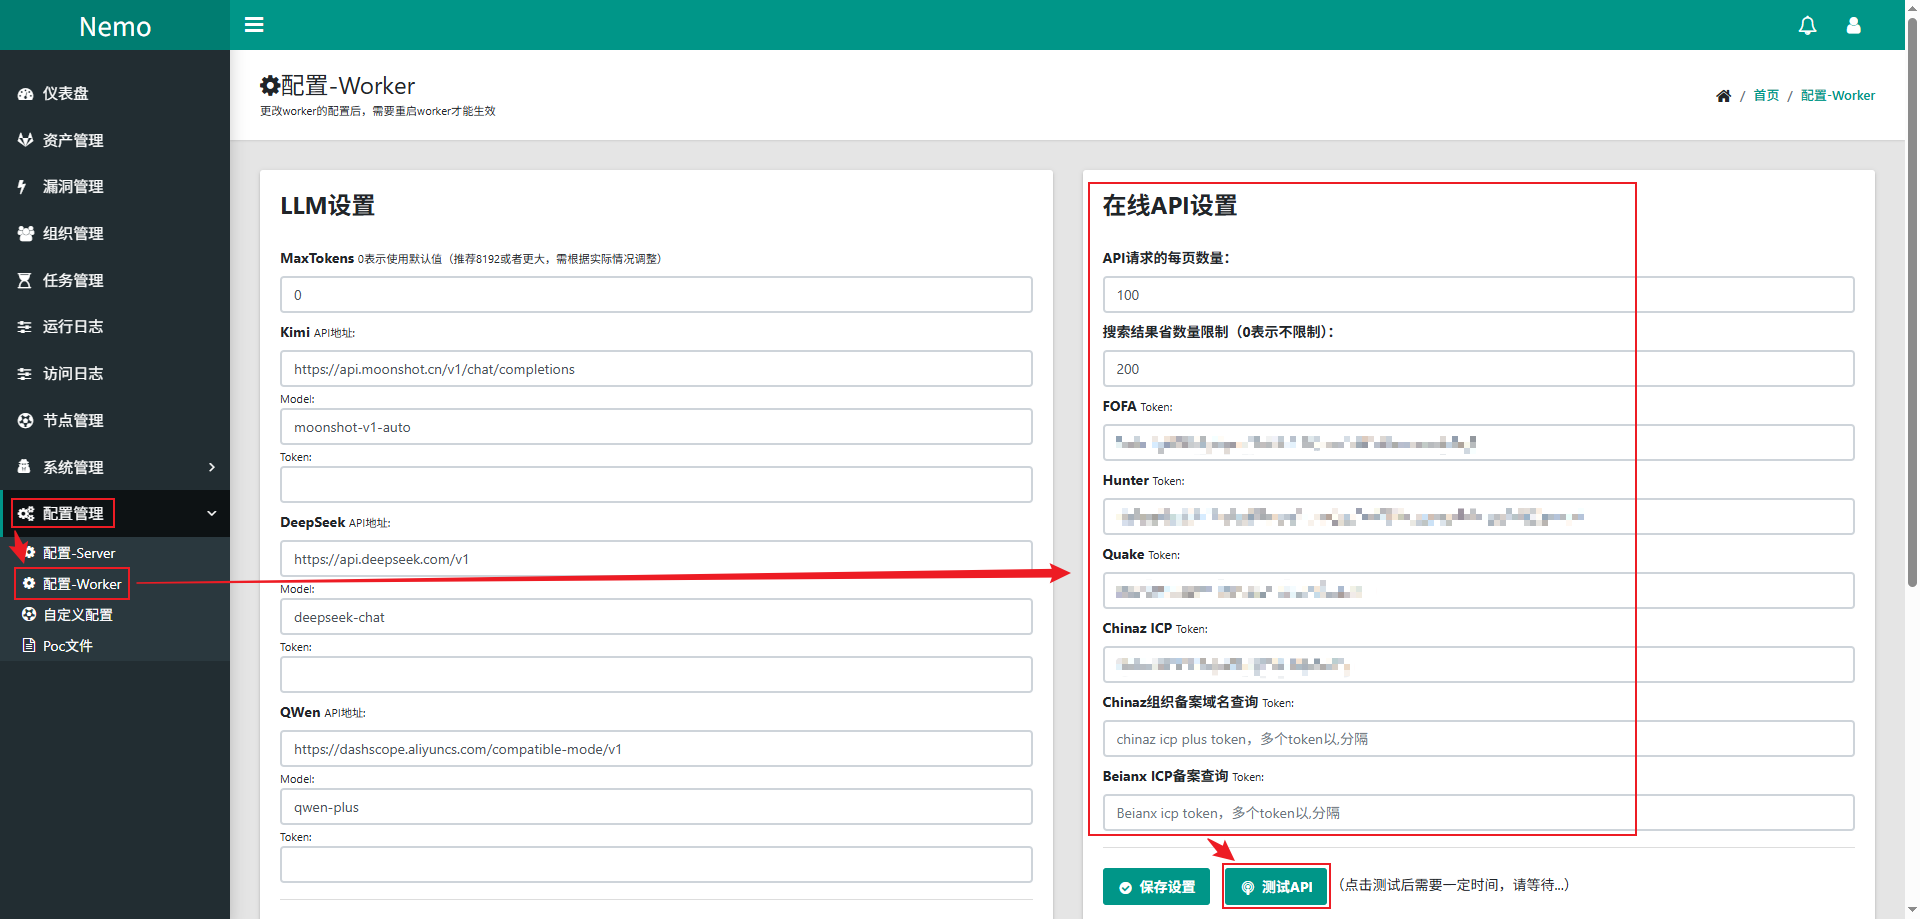 Nemo
仪表盘
资产管理
漏洞管理
组织管理
任务管理
运行日志
访问日志
节点管理
系统管理
配置管理
配置-Server
配置-Worker
自定义配置
Poc文件
配置-Worker
更改worker的配置后，需要重启worker才能生效
/ 首页 / 配置-Worker
LLM设置
MaxTokens 0表示使用默认值（推荐8192或者更大，需根据实际情况调整）
0
Kimi API地址:
https://api.moonshot.cn/v1/chat/completions
Model:
moonshot-v1-auto
Token:
DeepSeek API地址:
https://api.deepseek.com/v1
Model:
deepseek-chat
Token:
QWen API地址:
https://dashscope.aliyuncs.com/compatible-mode/v1
Model:
qwen-plus
Token:
在线API设置
API请求的每页数量：
100
搜索结果省数量限制（0表示不限制）：
200
FOFA Token:
Hunter Token:
Quake Token:
Chinaz ICP Token:
Chinaz组织备案域名查询 Token:
chinaz icp plus token，多个token以,分隔
Beianx ICP备案查询 Token:
Beianx icp token，多个token以,分隔
保存设置
测试API
（点击测试后需要一定时间，请等待...）